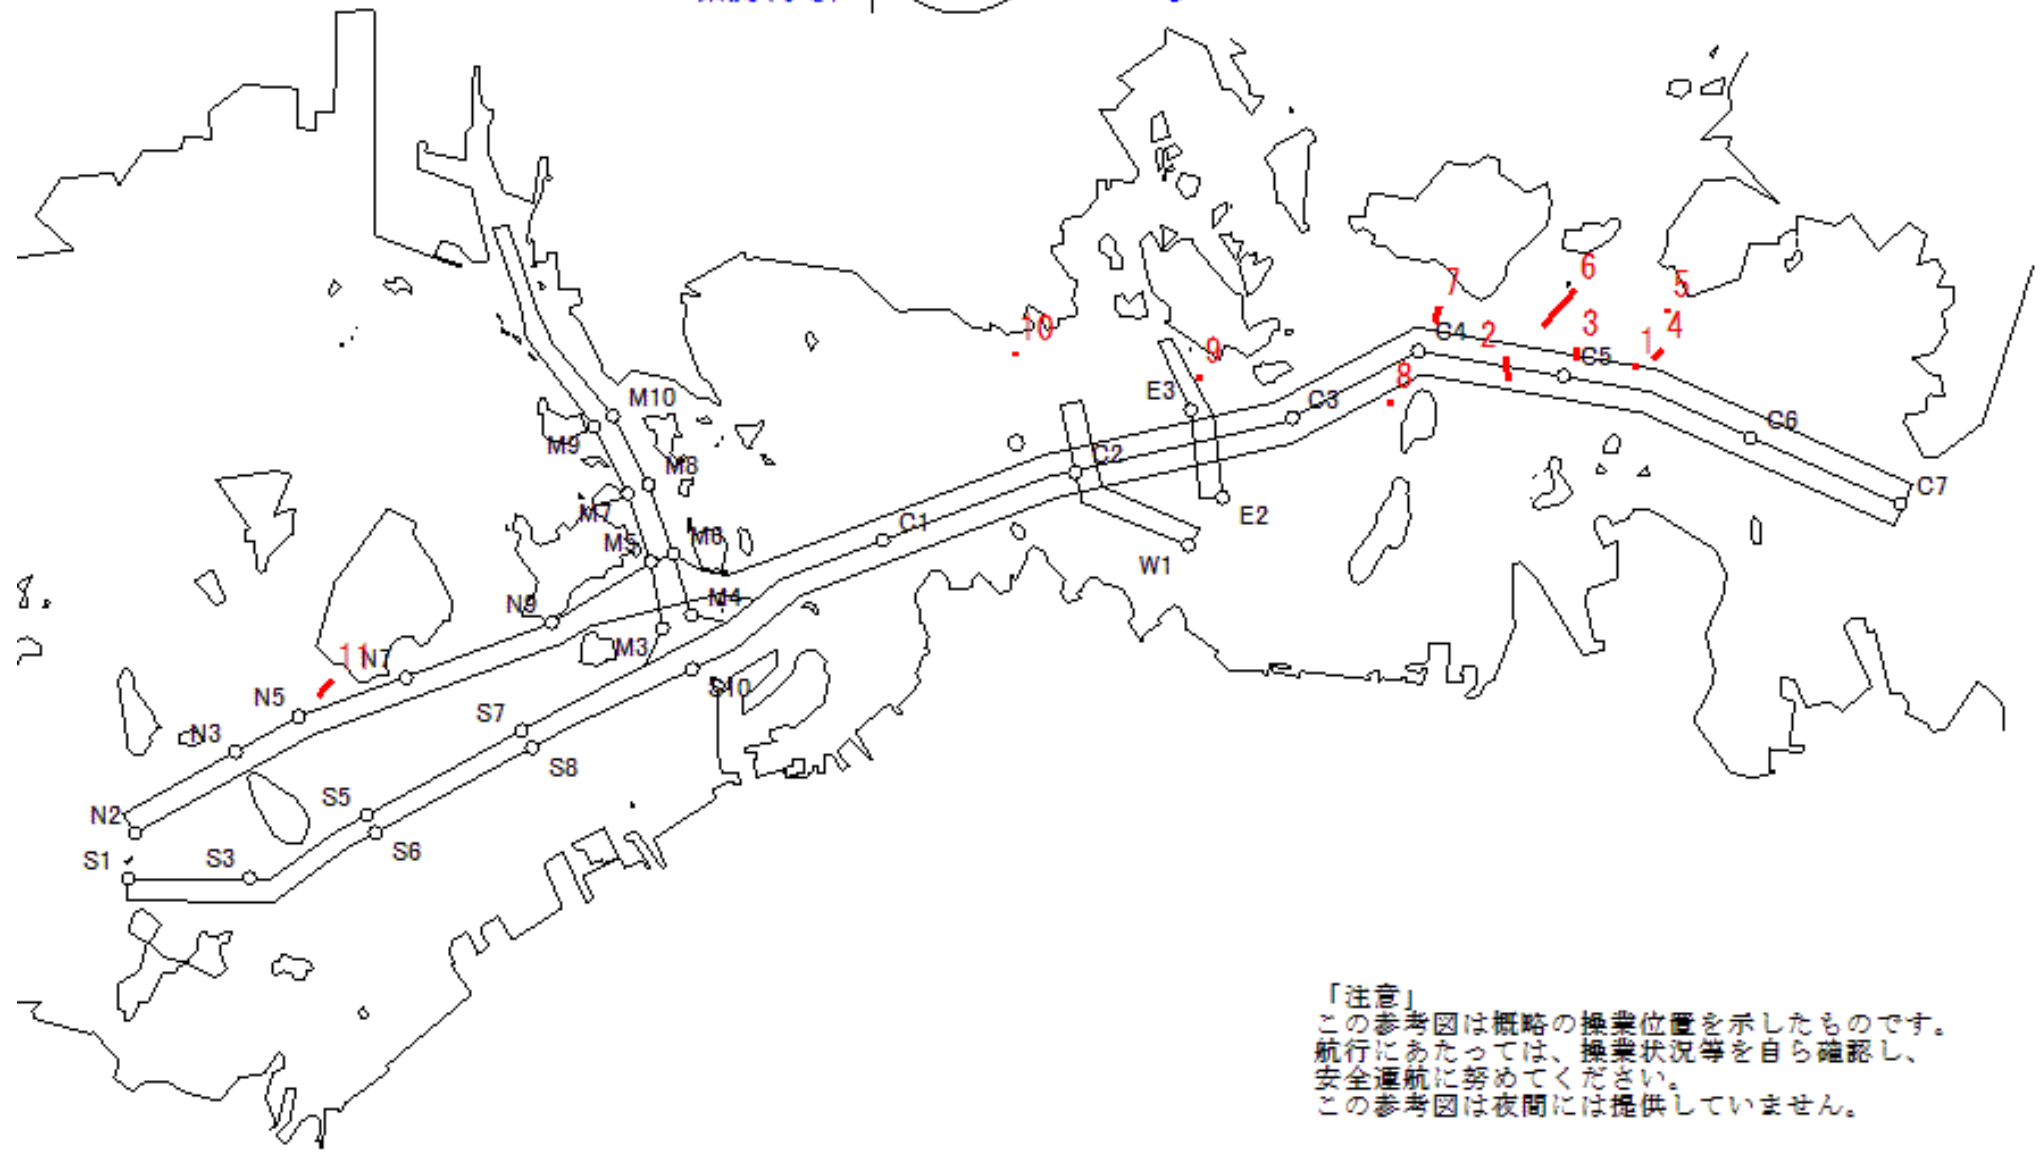 7
6
5
10
2
3
1
4
C4
C5
9
8
E3
M10
C3
C6
M9
M8
C2
C7
M7
E2
C1
M5
M6
W1
N9
M4
M3
11
N7
N5
S10
S7
N3
S8
S5
N2
S6
S1
S3
「注意」
この参考図は概略の操業位置を示したものです。
航行にあたっては、操業状況等を自ら確認し、
安全運航に努めてください。
この参考図は夜間には提供していません。